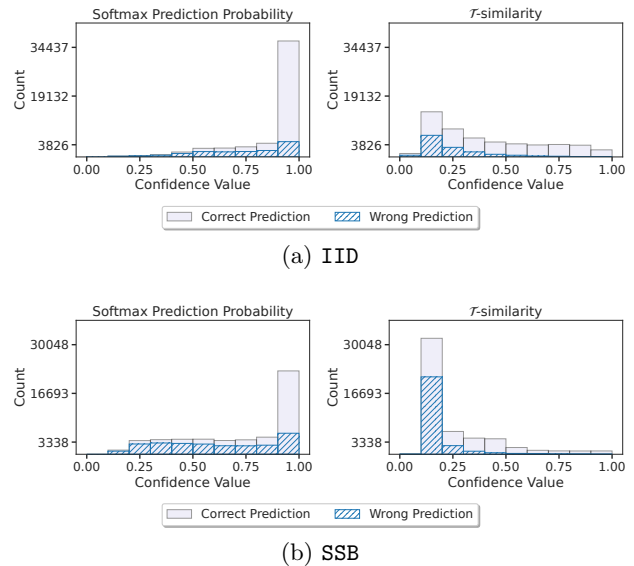 Softmax Prediction Probability
𝒯-similarity
34437
19132
3826
Count
0.00 0.25 0.50 0.75 1.00
Confidence Value
34437
19132
3826
Count
0.00 0.25 0.50 0.75 1.00
Confidence Value
Correct Prediction Wrong Prediction
(a) IID
Softmax Prediction Probability
𝒯-similarity
30048
16693
3338
Count
0.00 0.25 0.50 0.75 1.00
Confidence Value
30048
16693
3338
Count
0.00 0.25 0.50 0.75 1.00
Confidence Value
Correct Prediction Wrong Prediction
(b) SSB